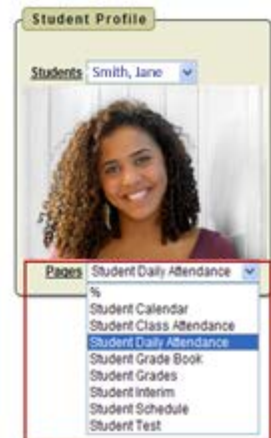 Student Profile
Students Smith, Jane
Pages Student Daily Attendance
%
Student Calendar
Student Class Attendance
Student Daily Attendance
Student Grade Book
Student Grades
Student Interim
Student Schedule
Student Test